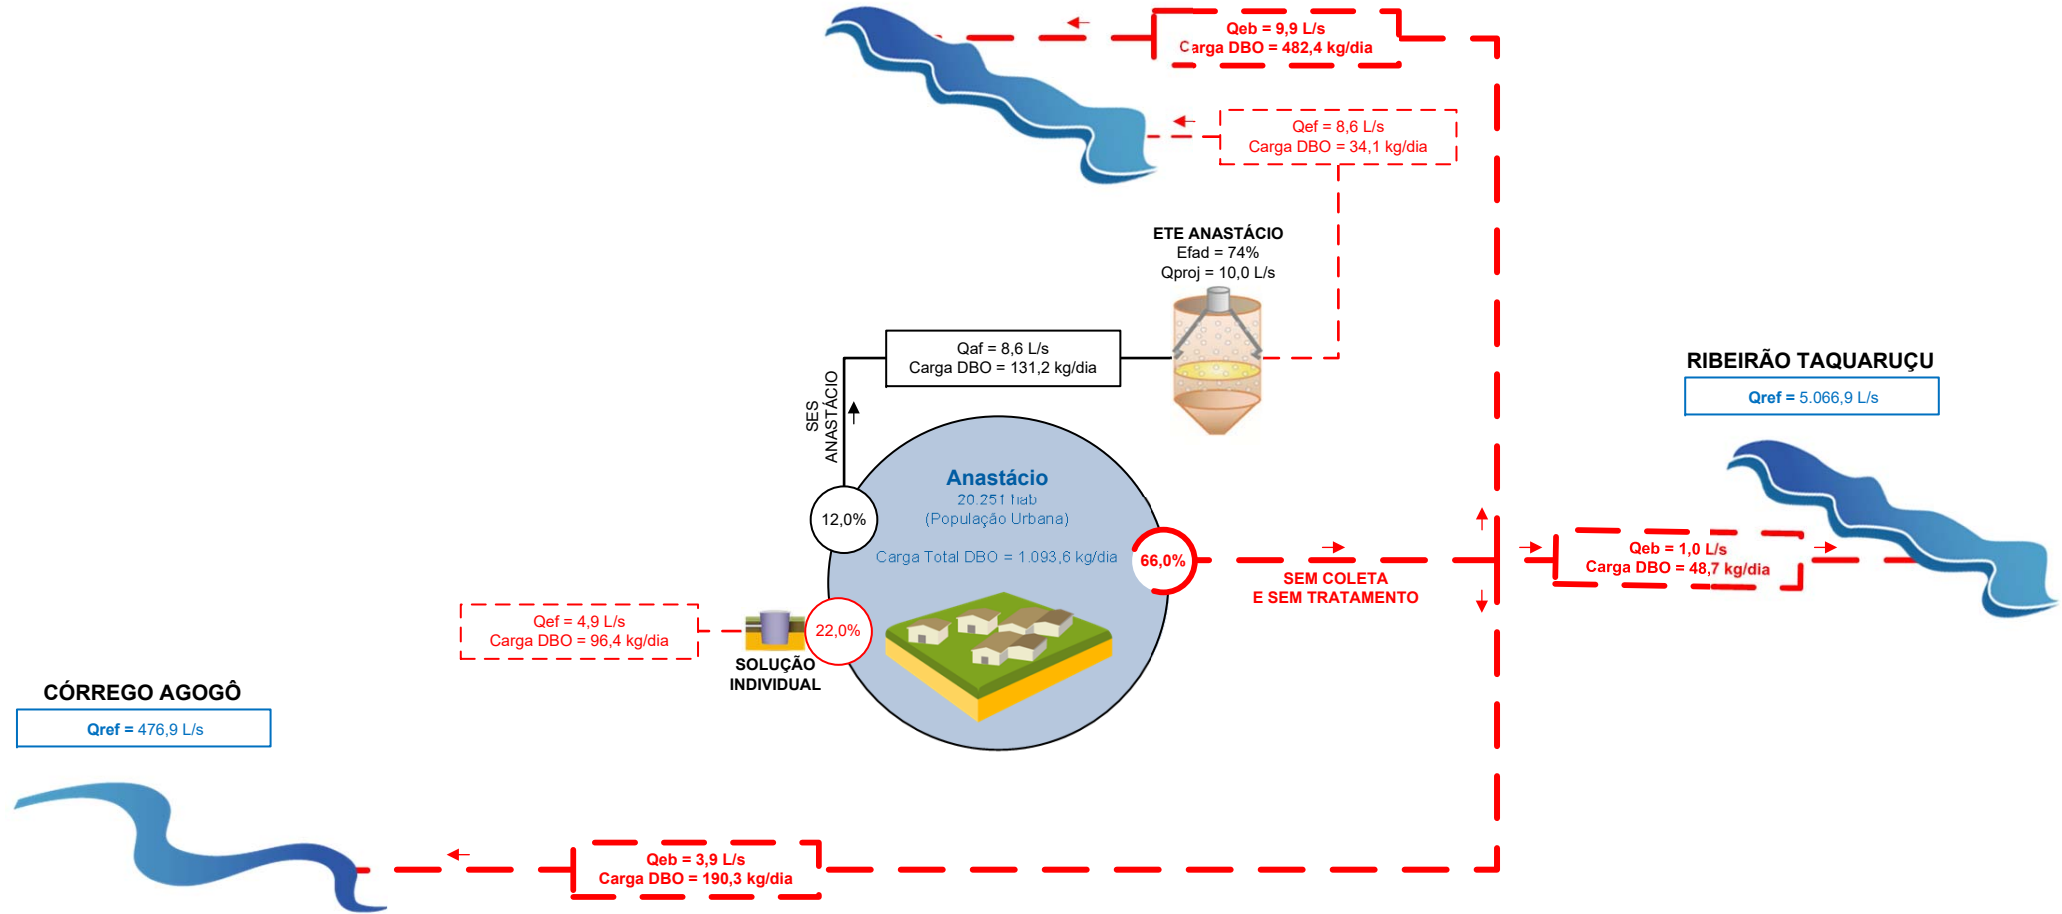 Qeb = 9,9 L/s
Carga DBO = 482,4 kg/dia
Qef = 8,6 L/s
Carga DBO = 34,1 kg/dia
ETE ANASTÁCIO
Efad = 74%
Qproj = 10,0 L/s
Qaf = 8,6 L/s
Carga DBO = 131,2 kg/dia
SES
ANASTÁCIO
RIBEIRÃO TAQUARUÇU
Qref = 5.066,9 L/s
Anastácio
20.251 hab
(População Urbana)
Carga Total DBO = 1.093,6 kg/dia
12,0%
66,0%
SEM COLETA
E SEM TRATAMENTO
Qeb = 1,0 L/s
Carga DBO = 48,7 kg/dia
Qef = 4,9 L/s
Carga DBO = 96,4 kg/dia
22,0%
SOLUÇÃO
INDIVIDUAL
CÓRREGO AGOGÔ
Qref = 476,9 L/s
Qeb = 3,9 L/s
Carga DBO = 190,3 kg/dia